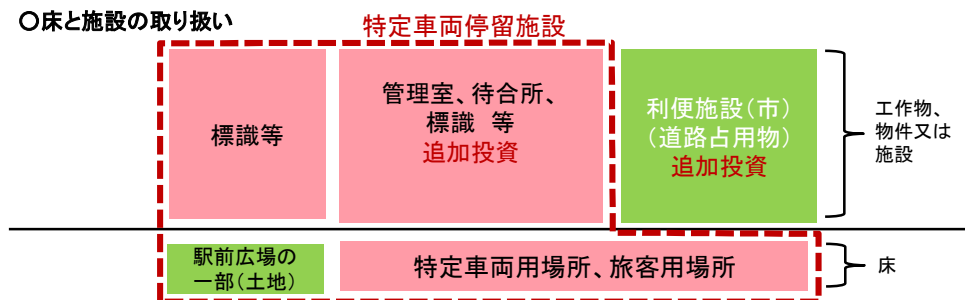 〇床と施設の取り扱い
特定車両停留施設
標識等
管理室、待合所、
標識　等
追加投資
利便施設（市）
（道路占用物）
追加投資
工作物、
物件又は
施設
駅前広場の
一部（土地）
特定車両用場所、旅客用場所
床